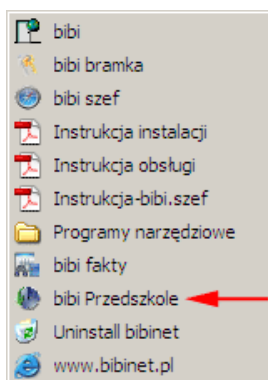 bibi
bibi bramka
bibi szef
Instrukcja instalacji
Instrukcja obsługi
Instrukcja-bibi.szef
Programy narzędziowe
bibi fakty
bibi Przedszkole
Uninstall bibinet
www.bibinet.pl